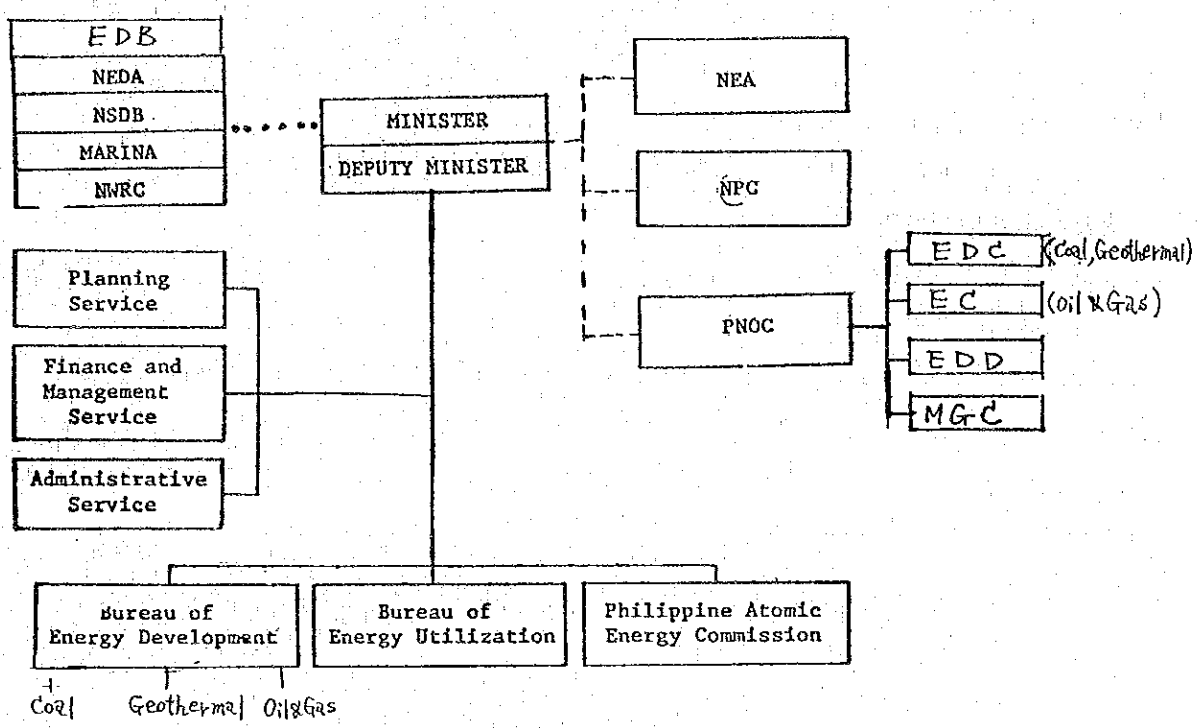 EDB
NEDA
NSDB
MARINA
NWRC
MINISTER
DEPUTY MINISTER
NEA
NPC
PNOC
EDC (Coal, Geothermal)
EC (Oil & Gas)
EDD
MGC
Planning
Service
Finance and
Management
Service
Administrative
Service
Bureau of
Energy Development
Bureau of
Energy Utilization
Philippine Atomic
Energy Commission
Coal
Geothermal
Oil & Gas